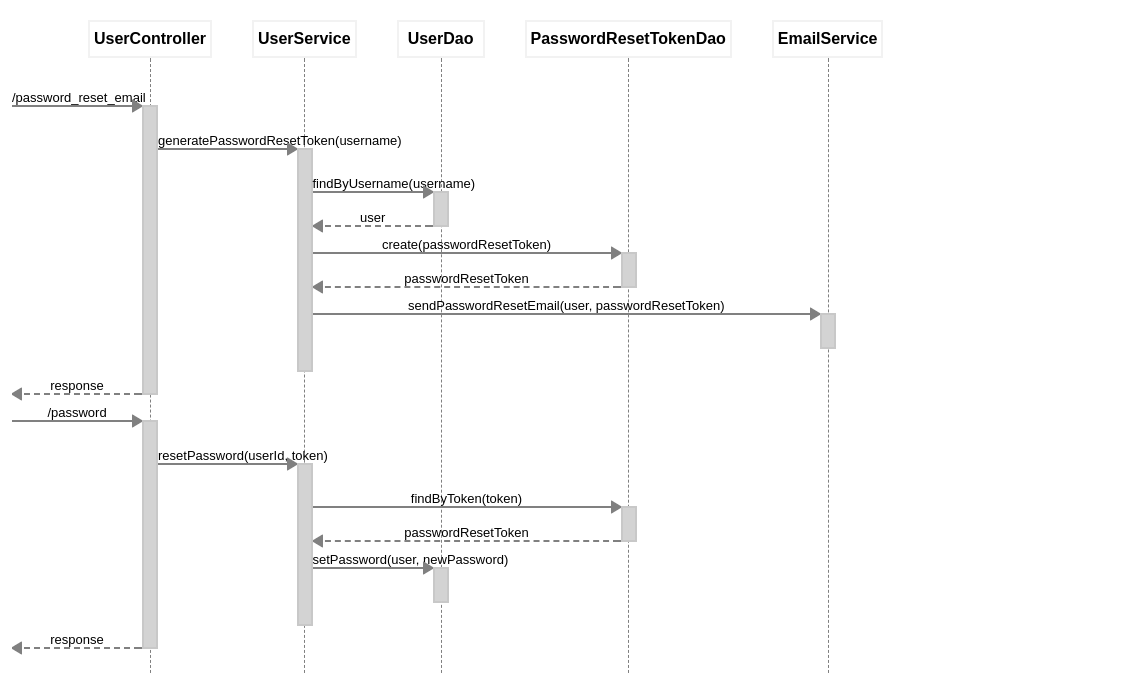 UserController
UserService
UserDao
PasswordResetTokenDao
EmailService
/password_reset_email
generatePasswordResetToken(username)
findByUsername(username)
user
create(passwordResetToken)
passwordResetToken
sendPasswordResetEmail(user, passwordResetToken)
response
/password
resetPassword(userId, token)
findByToken(token)
passwordResetToken
setPassword(user, newPassword)
response